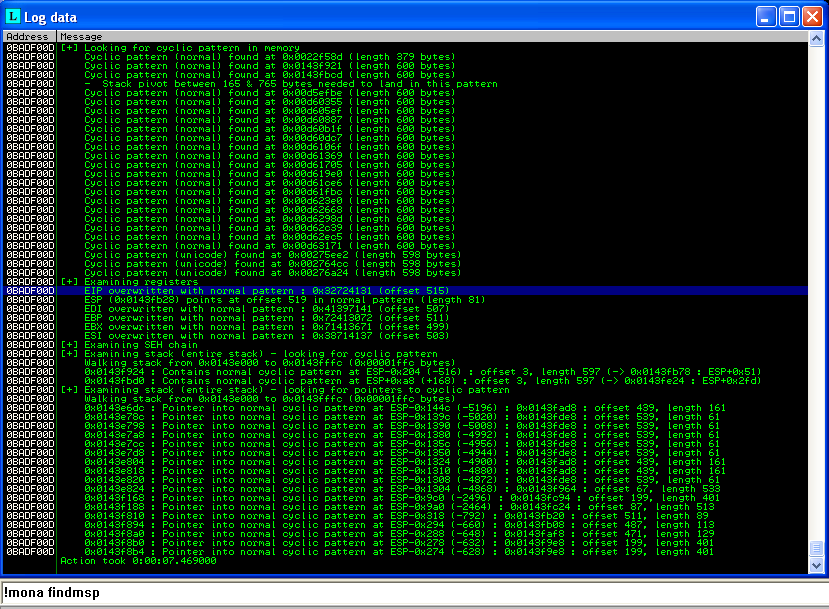 Log data
Address Message
0BADF00D [+] Looking for cyclic pattern in memory
0BADF00D Cyclic pattern (normal) found at 0x0022f58d (length 379 bytes)
0BADF00D Cyclic pattern (normal) found at 0x0143f921 (length 600 bytes)
0BADF00D Cyclic pattern (normal) found at 0x0143fbcd (length 600 bytes)
0BADF00D - Stack pivot between 165 & 765 bytes needed to land in this pattern
0BADF00D Cyclic pattern (normal) found at 0x00d5efbe (length 600 bytes)
0BADF00D Cyclic pattern (normal) found at 0x00d60355 (length 600 bytes)
0BADF00D Cyclic pattern (normal) found at 0x00d605ef (length 600 bytes)
0BADF00D Cyclic pattern (normal) found at 0x00d60887 (length 600 bytes)
0BADF00D Cyclic pattern (normal) found at 0x00d60b1f (length 600 bytes)
0BADF00D Cyclic pattern (normal) found at 0x00d60dc7 (length 600 bytes)
0BADF00D Cyclic pattern (normal) found at 0x00d6106f (length 600 bytes)
0BADF00D Cyclic pattern (normal) found at 0x00d61369 (length 600 bytes)
0BADF00D Cyclic pattern (normal) found at 0x00d61705 (length 600 bytes)
0BADF00D Cyclic pattern (normal) found at 0x00d619e0 (length 600 bytes)
0BADF00D Cyclic pattern (normal) found at 0x00d61ce6 (length 600 bytes)
0BADF00D Cyclic pattern (normal) found at 0x00d61fbc (length 600 bytes)
0BADF00D Cyclic pattern (normal) found at 0x00d623e0 (length 600 bytes)
0BADF00D Cyclic pattern (normal) found at 0x00d62668 (length 600 bytes)
0BADF00D Cyclic pattern (normal) found at 0x00d6298d (length 600 bytes)
0BADF00D Cyclic pattern (normal) found at 0x00d62c39 (length 600 bytes)
0BADF00D Cyclic pattern (normal) found at 0x00d62ec5 (length 600 bytes)
0BADF00D Cyclic pattern (normal) found at 0x00d63171 (length 600 bytes)
0BADF00D Cyclic pattern (unicode) found at 0x00275ee2 (length 598 bytes)
0BADF00D Cyclic pattern (unicode) found at 0x002764cc (length 598 bytes)
0BADF00D Cyclic pattern (unicode) found at 0x00276a24 (length 598 bytes)
0BADF00D [+] Examining registers
0BADF00D EIP overwritten with normal pattern : 0x32724131 (offset 515)
0BADF00D ESP (0x0143fb28) points at offset 519 in normal pattern (length 81)
0BADF00D EDI overwritten with normal pattern : 0x41397141 (offset 507)
0BADF00D EBP overwritten with normal pattern : 0x72413072 (offset 511)
0BADF00D EBX overwritten with normal pattern : 0x71413671 (offset 499)
0BADF00D ESI overwritten with normal pattern : 0x38714137 (offset 503)
0BADF00D [+] Examining SEH chain
0BADF00D [+] Examining stack (entire stack) - looking for cyclic pattern
0BADF00D Walking stack from 0x0143e000 to 0x0143fffc (0x00001ffc bytes)
0BADF00D 0x0143f924 : Contains normal cyclic pattern at ESP-0x204 (-516) : offset 3, length 597 (-> 0x0143fb78 : ESP+0x51)
0BADF00D 0x0143fbd0 : Contains normal cyclic pattern at ESP+0xa8 (+168) : offset 3, length 597 (-> 0x0143fe24 : ESP+0x2fd)
0BADF00D [+] Examining stack (entire stack) - looking for pointers to cyclic pattern
0BADF00D Walking stack from 0x0143e000 to 0x0143fffc (0x00001ffc bytes)
0BADF00D 0x0143e6dc : Pointer into normal cyclic pattern at ESP-0x144c (-5196) : 0x0143fad8 : offset 439, length 161
0BADF00D 0x0143e78c : Pointer into normal cyclic pattern at ESP-0x139c (-5020) : 0x0143fde8 : offset 539, length 61
0BADF00D 0x0143e798 : Pointer into normal cyclic pattern at ESP-0x1390 (-5008) : 0x0143fde8 : offset 539, length 61
0BADF00D 0x0143e7a8 : Pointer into normal cyclic pattern at ESP-0x1380 (-4992) : 0x0143fde8 : offset 539, length 61
0BADF00D 0x0143e7cc : Pointer into normal cyclic pattern at ESP-0x135c (-4956) : 0x0143fde8 : offset 539, length 61
0BADF00D 0x0143e7d8 : Pointer into normal cyclic pattern at ESP-0x1350 (-4944) : 0x0143fde8 : offset 539, length 61
0BADF00D 0x0143e804 : Pointer into normal cyclic pattern at ESP-0x1324 (-4900) : 0x0143fad8 : offset 439, length 161
0BADF00D 0x0143e818 : Pointer into normal cyclic pattern at ESP-0x1310 (-4880) : 0x0143fad8 : offset 439, length 161
0BADF00D 0x0143e820 : Pointer into normal cyclic pattern at ESP-0x1308 (-4872) : 0x0143fde8 : offset 539, length 61
0BADF00D 0x0143e824 : Pointer into normal cyclic pattern at ESP-0x1304 (-4868) : 0x0143f964 : offset 67, length 533
0BADF00D 0x0143f168 : Pointer into normal cyclic pattern at ESP-0x9c0 (-2496) : 0x0143fc94 : offset 199, length 401
0BADF00D 0x0143f188 : Pointer into normal cyclic pattern at ESP-0x9a0 (-2464) : 0x0143fc24 : offset 87, length 513
0BADF00D 0x0143f810 : Pointer into normal cyclic pattern at ESP-0x318 (-792) : 0x0143fb20 : offset 511, length 89
0BADF00D 0x0143f894 : Pointer into normal cyclic pattern at ESP-0x294 (-660) : 0x0143fb08 : offset 487, length 113
0BADF00D 0x0143f8a0 : Pointer into normal cyclic pattern at ESP-0x288 (-648) : 0x0143faf8 : offset 471, length 129
0BADF00D 0x0143f8b0 : Pointer into normal cyclic pattern at ESP-0x278 (-632) : 0x0143f9e8 : offset 199, length 401
0BADF00D 0x0143f8b4 : Pointer into normal cyclic pattern at ESP-0x274 (-628) : 0x0143f9e8 : offset 199, length 401
Action took 0:00:07.469000
!mona findmsp